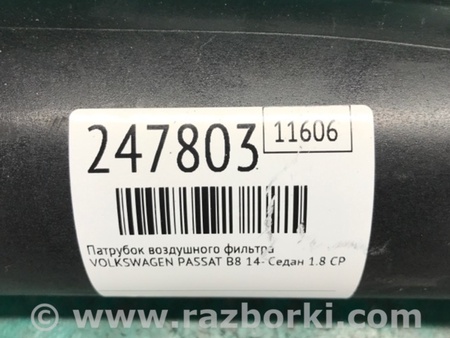 247803
11606
Патрубок воздушного фильтра
VOLKSWAGEN PASSAT B8 14- Седан 1.8 CP
www.razborki.com